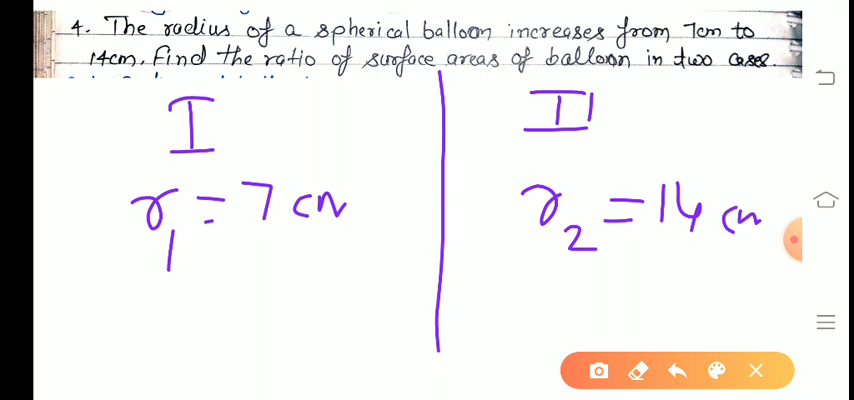 4. The radius of a spherical balloon increases from 7cm to
14cm. Find the ratio of surface areas of balloon in two cases.
I
II
r₁ = 7 cm
r₂ = 14 cm